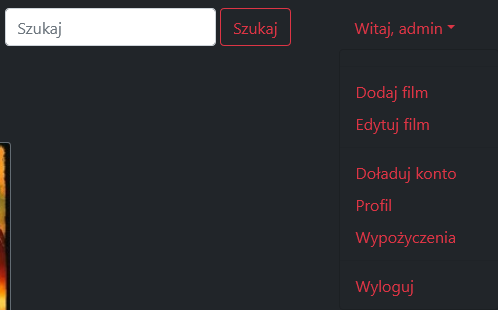 Szukaj Szukaj Witaj, admin
Dodaj film
Edytuj film
Doładuj konto
Profil
Wypożyczenia
Wyloguj